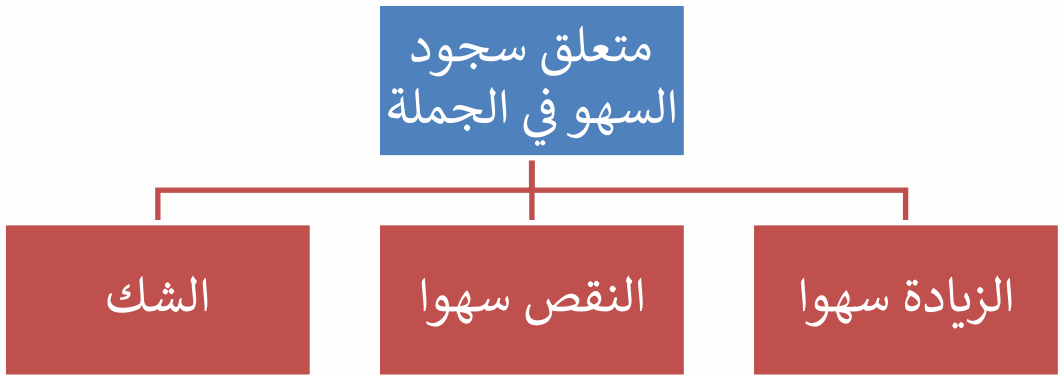 متعلق سجود
السهو في الجملة
الزيادة سهوا
النقص سهوا
الشك